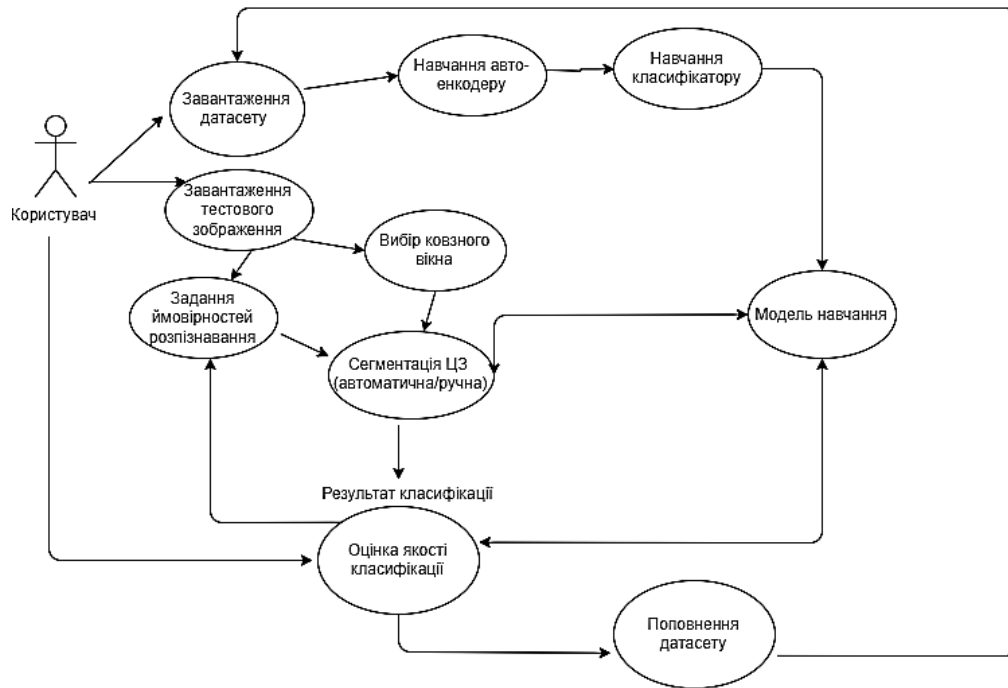 Навчання авто-
енкодеру
Навчання
класифікатору
Завантаження
датасету
Користувач
Завантаження
тестового
зображення
Вибір ковзного
вікна
Задання
ймовірностей
розпізнавання
Модель навчання
Сегментація ЦЗ
(автоматична/ручна)
Результат класифікації
Оцінка якості
класифікації
Поповнення
датасету